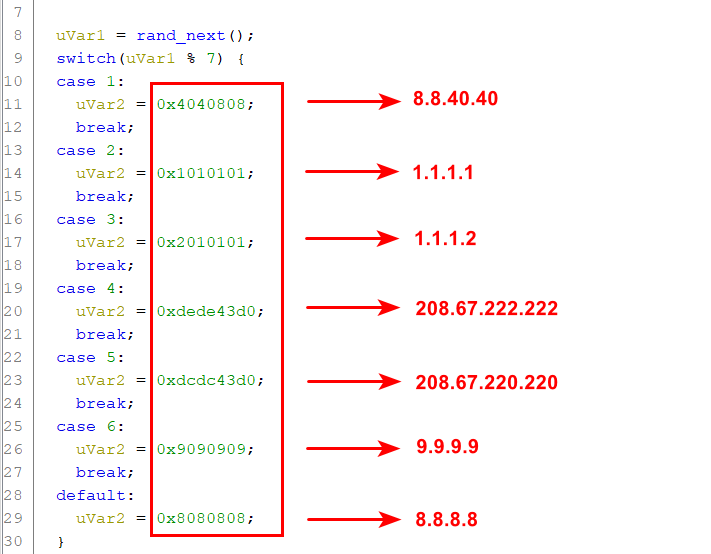 7
8 uVar1 = rand_next();
9 switch(uVar1 % 7) {
10 case 1:
11 uVar2 = 0x4040808; 8.8.40.40
12 break;
13 case 2:
14 uVar2 = 0x1010101; 1.1.1.1
15 break;
16 case 3:
17 uVar2 = 0x2010101; 1.1.1.2
18 break;
19 case 4:
20 uVar2 = 0xdede43d0; 208.67.222.222
21 break;
22 case 5:
23 uVar2 = 0xdcdc43d0; 208.67.220.220
24 break;
25 case 6:
26 uVar2 = 0x9090909; 9.9.9.9
27 break;
28 default:
29 uVar2 = 0x8080808; 8.8.8.8
30 }